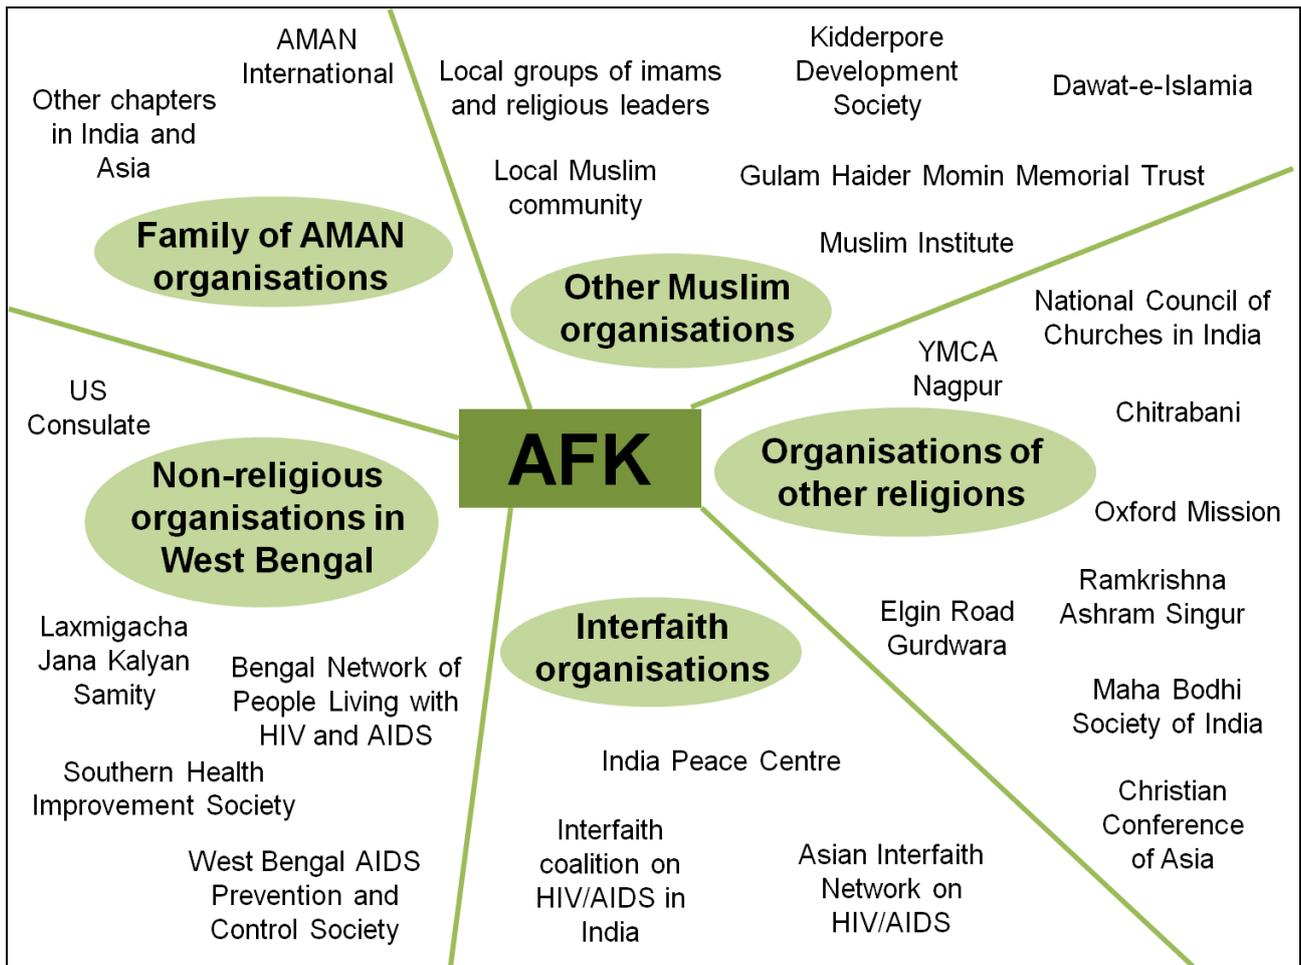 AMAN
International
Other chapters
in India and
Asia
Family of AMAN
organisations
Local groups of imams
and religious leaders
Kidderpore
Development
Society
Dawat-e-Islamia
Local Muslim
community
Gulam Haider Momin Memorial Trust
Muslim Institute
Other Muslim
organisations
National Council of
Churches in India
YMCA
Nagpur
Chitrabani
Organisations of
other religions
Oxford Mission
Ramkrishna
Ashram Singur
Elgin Road
Gurdwara
Maha Bodhi
Society of India
Christian
Conference
of Asia
AFK
US
Consulate
Non-religious
organisations in
West Bengal
Laxmigacha
Jana Kalyan
Samity
Bengal Network of
People Living with
HIV and AIDS
Southern Health
Improvement Society
West Bengal AIDS
Prevention and
Control Society
Interfaith
organisations
India Peace Centre
Interfaith
coalition on
HIV/AIDS in
India
Asian Interfaith
Network on
HIV/AIDS